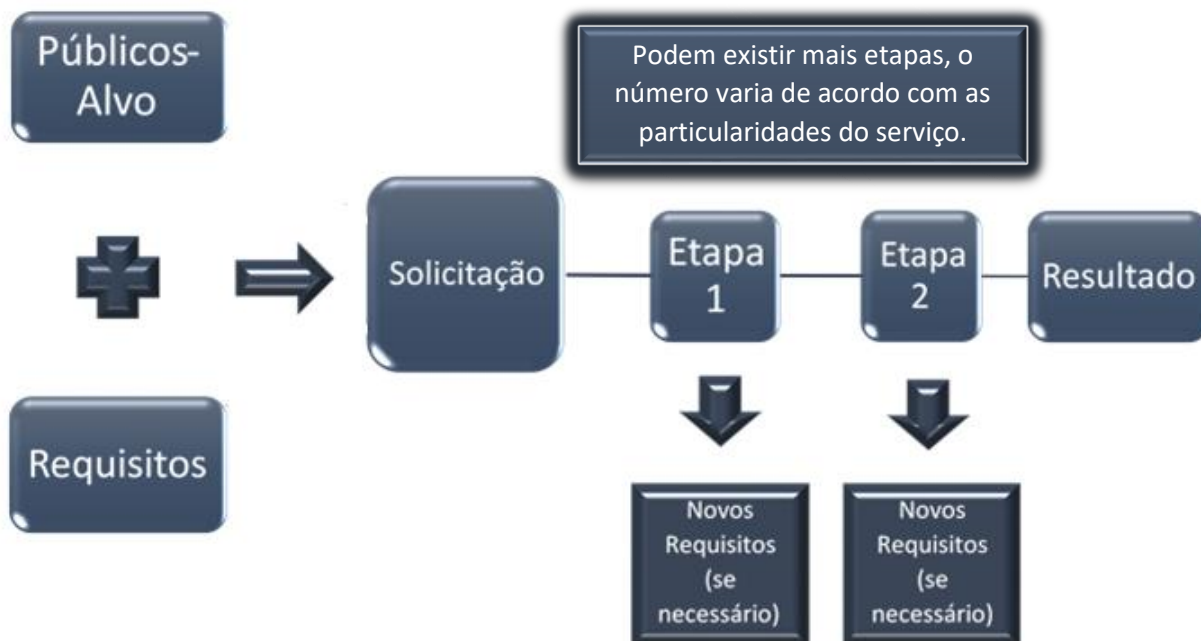 Públicos-
Alvo
Podem existir mais etapas, o
número varia de acordo com as
particularidades do serviço.
Solicitação
Etapa
1
Etapa
2
Resultado
Requisitos
Novos
Requisitos
(se
necessário)
Novos
Requisitos
(se
necessário)